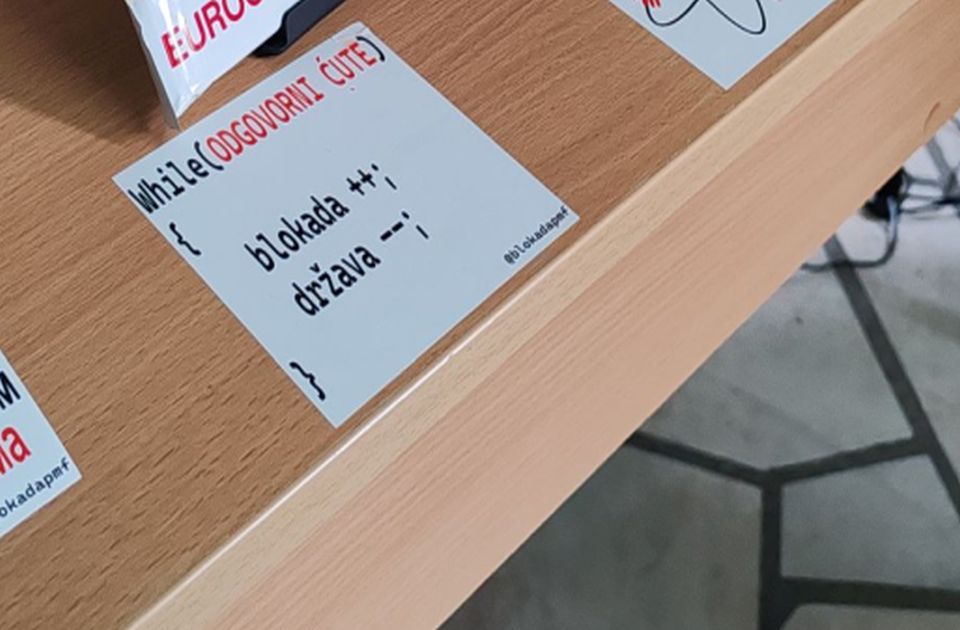 While(ODGOVORNI ĆUTE)
{
blokada ++;
država --;
}
@blokadapmf